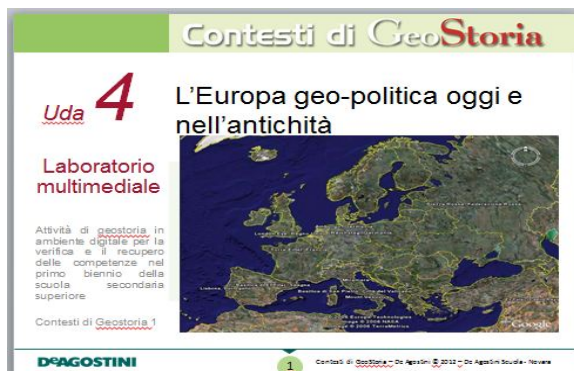 Contesti di GeoStoria
Uda 4
L'Europa geo-politica oggi e
nell'antichità
Laboratorio
multimediale
Attività di geostoria in
ambiente digitale per la
verifica e il recupero
delle competenze nel
primo biennio della
scuola secondaria
superiore
Contesti di Geostoria 1
Google
DeAGOSTINI
1
Contesti di GeoStoria – De Agostini © 2012 – De Agostini Scuola - Novara